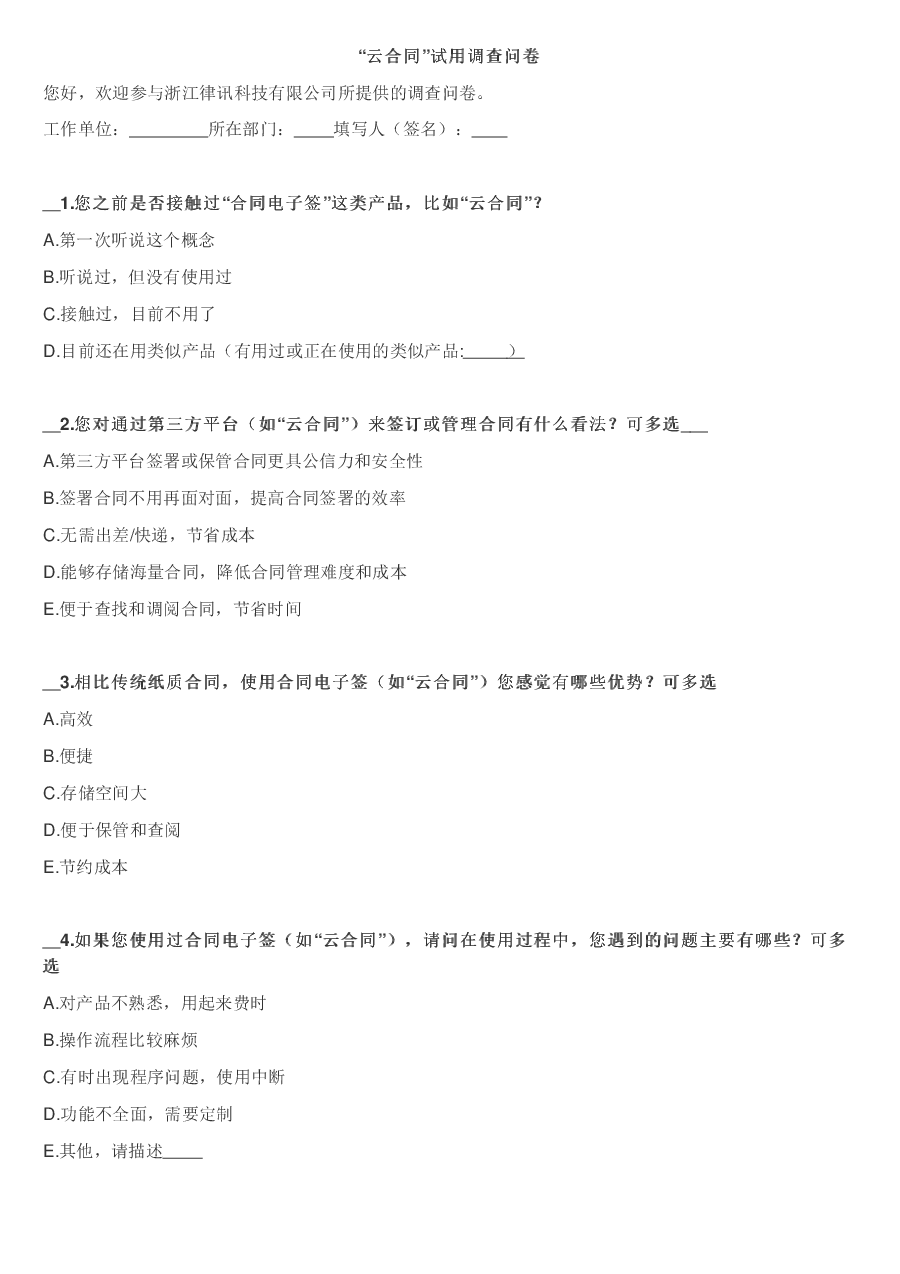 “云合同”试用调查问卷
您好，欢迎参与浙江律讯科技有限公司所提供的调查问卷。
工作单位：_________所在部门：_____填写人（签名）：____
__1.您之前是否接触过“合同电子签”这类产品，比如“云合同”？
A.第一次听说这个概念
B.听说过，但没有使用过
C.接触过，目前不用了
D.目前还在用类似产品（有用过或正在使用的类似产品:_____）
__2.您对通过第三方平台（如“云合同”）来签订或管理合同有什么看法？可多选___
A.第三方平台签署或保管合同更具公信力和安全性
B.签署合同不用再面对面，提高合同签署的效率
C.无需出差/快递，节省成本
D.能够存储海量合同，降低合同管理难度和成本
E.便于查找和调阅合同，节省时间
__3.相比传统纸质合同，使用合同电子签（如“云合同”）您感觉有哪些优势？可多选
A.高效
B.便捷
C.存储空间大
D.便于保管和查阅
E.节约成本
__4.如果您使用过合同电子签（如“云合同”），请问在使用过程中，您遇到的问题主要有哪些？可多
选
A.对产品不熟悉，用起来费时
B.操作流程比较麻烦
C.有时出现程序问题，使用中断
D.功能不全面，需要定制
E.其他，请描述_____